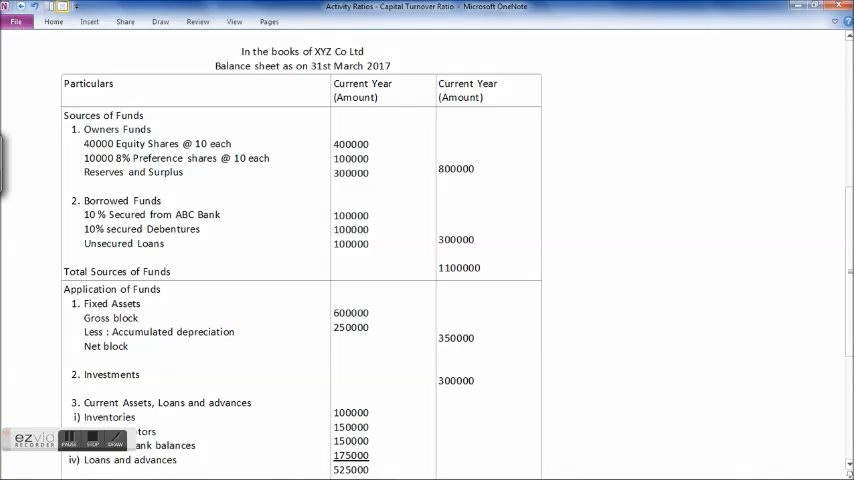 Activity Ratios - Capital Turnover Ratio - Microsoft OneNote
File Home Insert Share Draw Review View Pages
In the books of XYZ Co Ltd
Balance sheet as on 31st March 2017
Particulars Current Year (Amount) Current Year (Amount)
Sources of Funds
1. Owners Funds
40000 Equity Shares @ 10 each 400000
10000 8% Preference shares @ 10 each 100000
Reserves and Surplus 300000 800000
2. Borrowed Funds
10 % Secured from ABC Bank 100000
10% secured Debentures 100000
Unsecured Loans 100000 300000
Total Sources of Funds 1100000
Application of Funds
1. Fixed Assets
Gross block 600000
Less : Accumulated depreciation 250000
Net block 350000
2. Investments 300000
3. Current Assets, Loans and advances
i) Inventories 100000
tors 150000
ank balances 150000
iv) Loans and advances 175000
525000
ezvid
RECORDER
PAUSE STOP DRAW